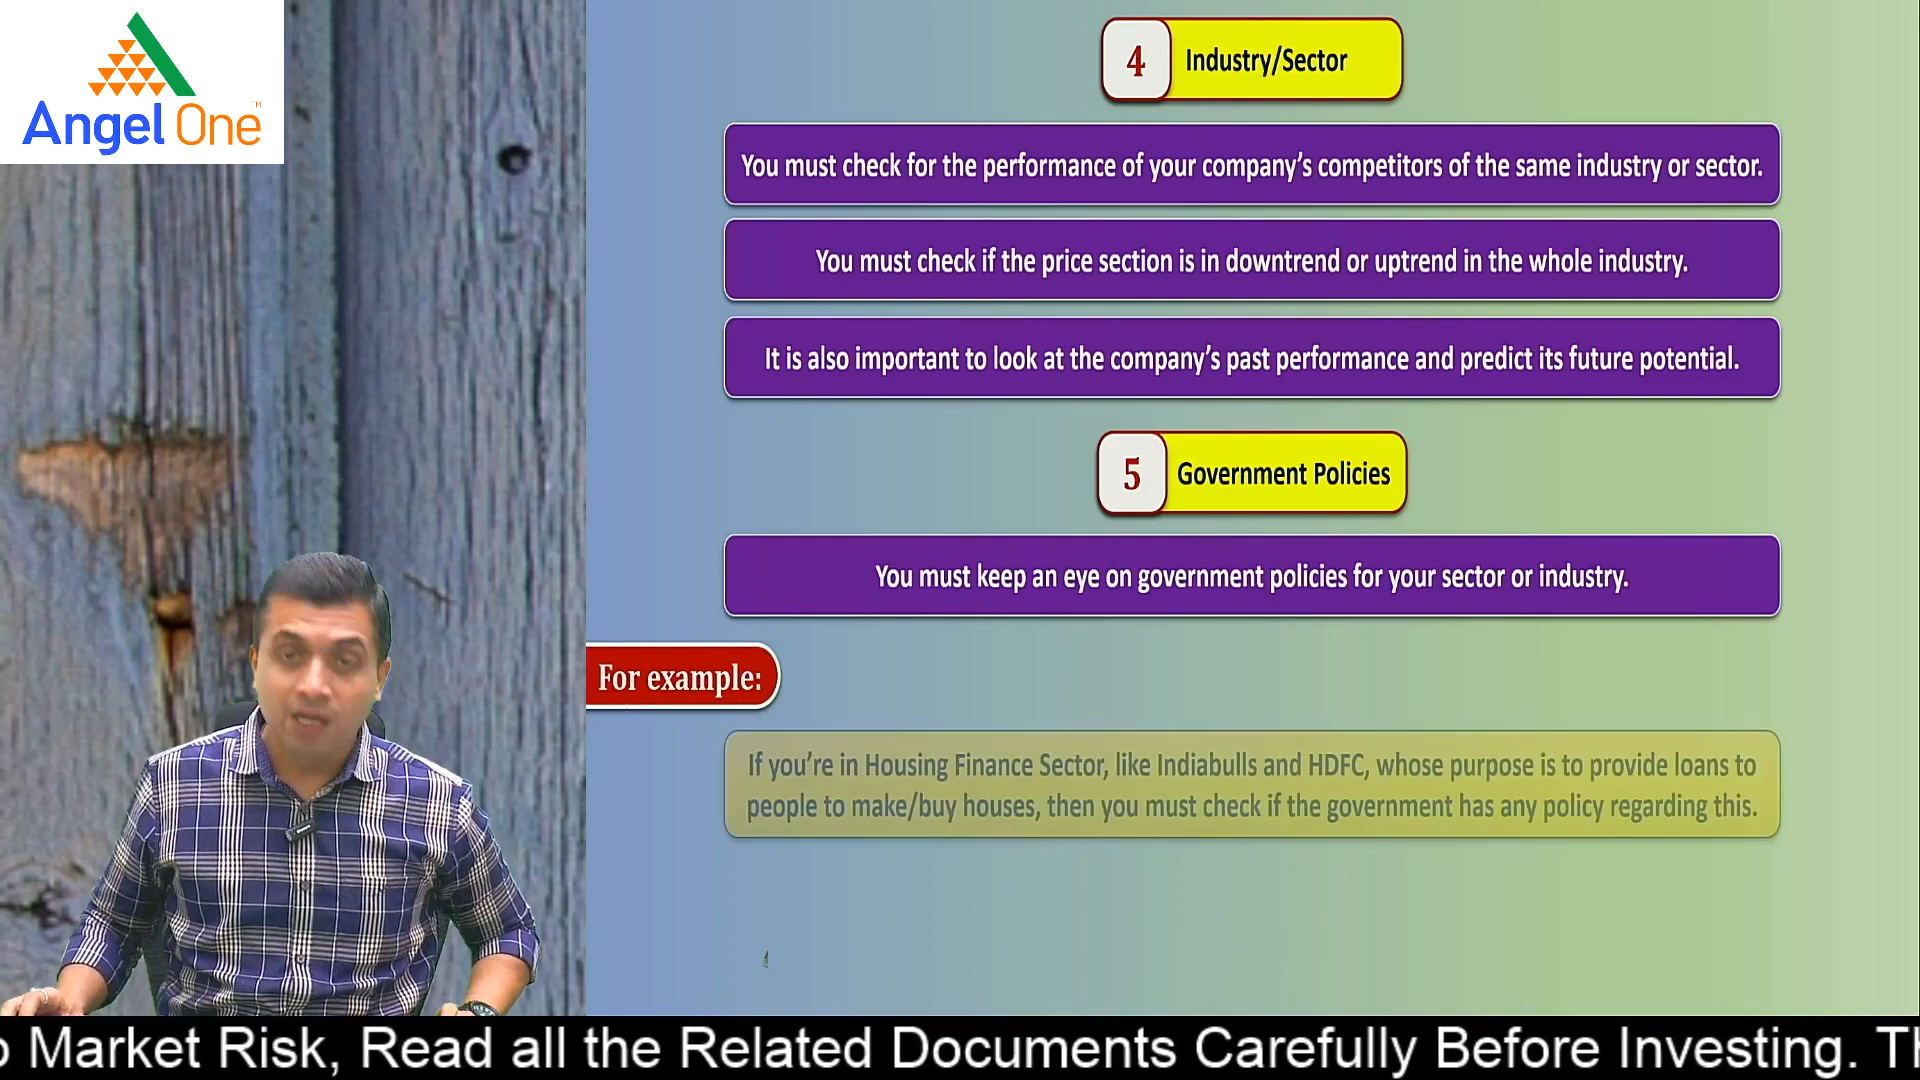 Angel One
TM
4
Industry/Sector
You must check for the performance of your company’s competitors of the same industry or sector.
You must check if the price section is in downtrend or uptrend in the whole industry.
It is also important to look at the company’s past performance and predict its future potential.
5
Government Policies
You must keep an eye on government policies for your sector or industry.
For example:
If you’re in Housing Finance Sector, like Indiabulls and HDFC, whose purpose is to provide loans to
people to make/buy houses, then you must check if the government has any policy regarding this.
Market Risk, Read all the Related Documents Carefully Before Investing.